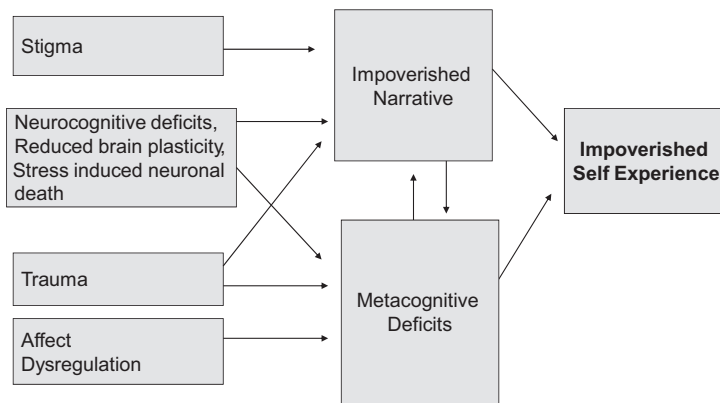 Stigma
Neurocognitive deficits,
Reduced brain plasticity,
Stress induced neuronal
death
Trauma
Affect
Dysregulation
Impoverished
Narrative
Metacognitive
Deficits
Impoverished
Self Experience